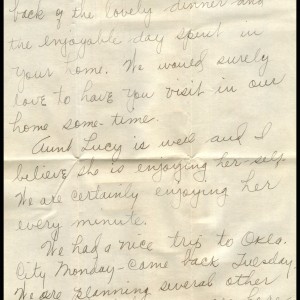 back of the lovely dinner and
the enjoyable day spent in
your home. We would surely
love to have you visit in our
home some-time.
Aunt Lucy is well and I
believe she is enjoying her-self.
We are certainly enjoying her
every minute.
We had a nice trip to Okla.
City Monday - came back Tuesday
We are planning several other